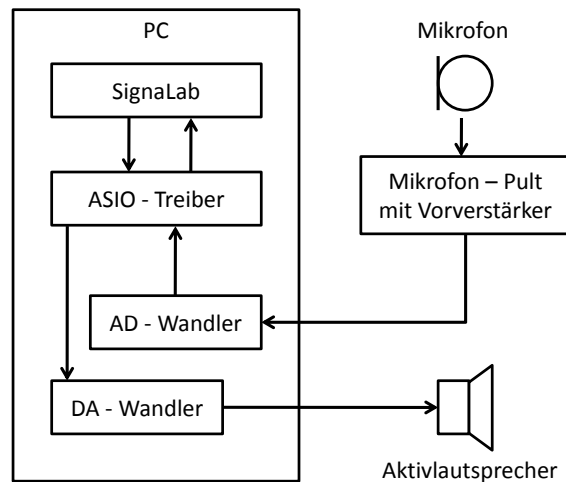 PC
SignaLab
ASIO - Treiber
AD - Wandler
DA - Wandler
Mikrofon
Mikrofon – Pult
mit Vorverstärker
Aktivlautsprecher